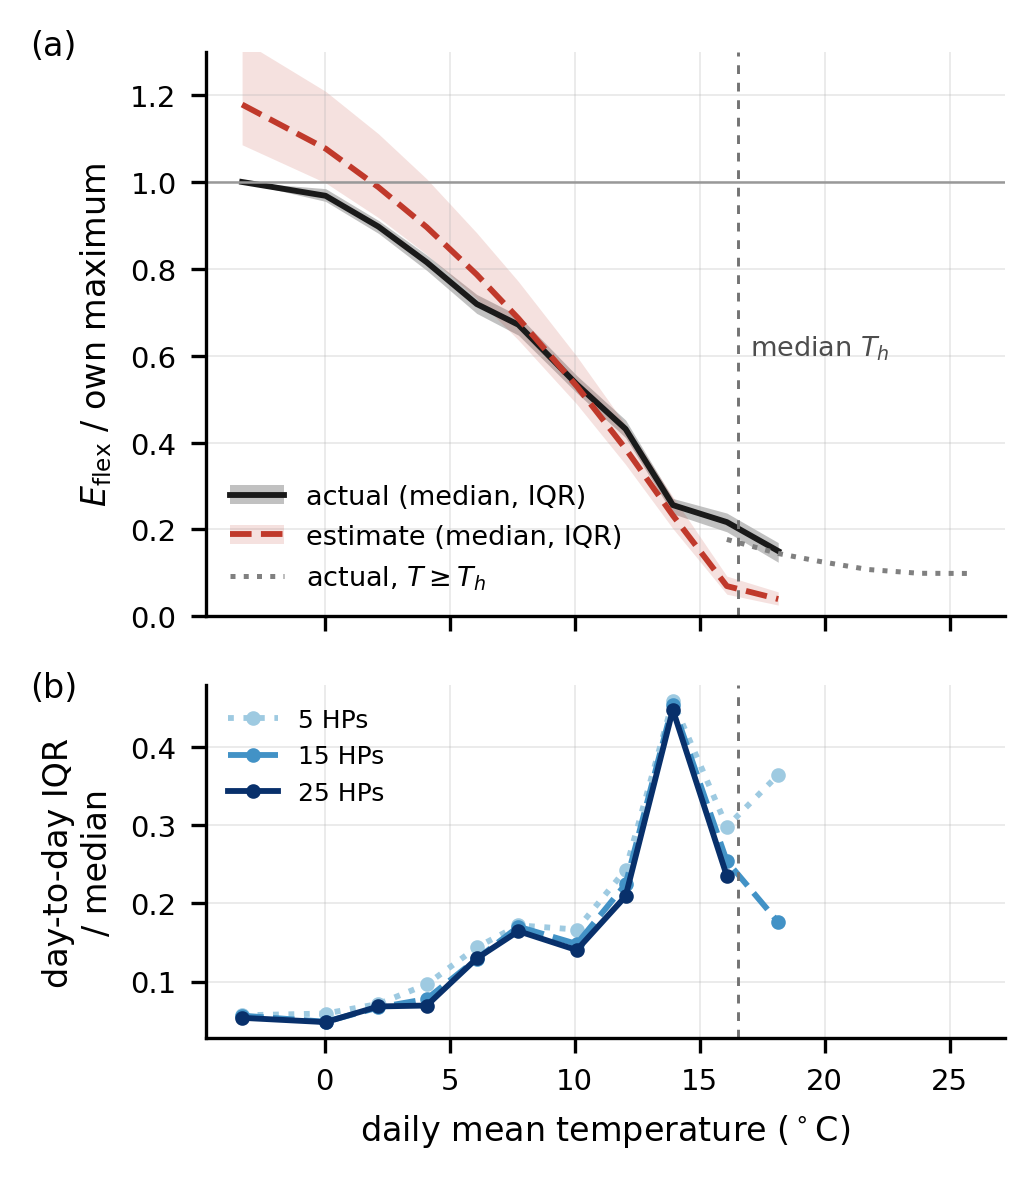 (a)
1.2
1.0
0.8
0.6
0.4
0.2
0.0
E_flex / own maximum
median T_h
actual (median, IQR)
estimate (median, IQR)
actual, T ≥ T_h
(b)
0.4
0.3
0.2
0.1
day-to-day IQR
/ median
5 HPs
15 HPs
25 HPs
0 5 10 15 20 25
daily mean temperature (°C)